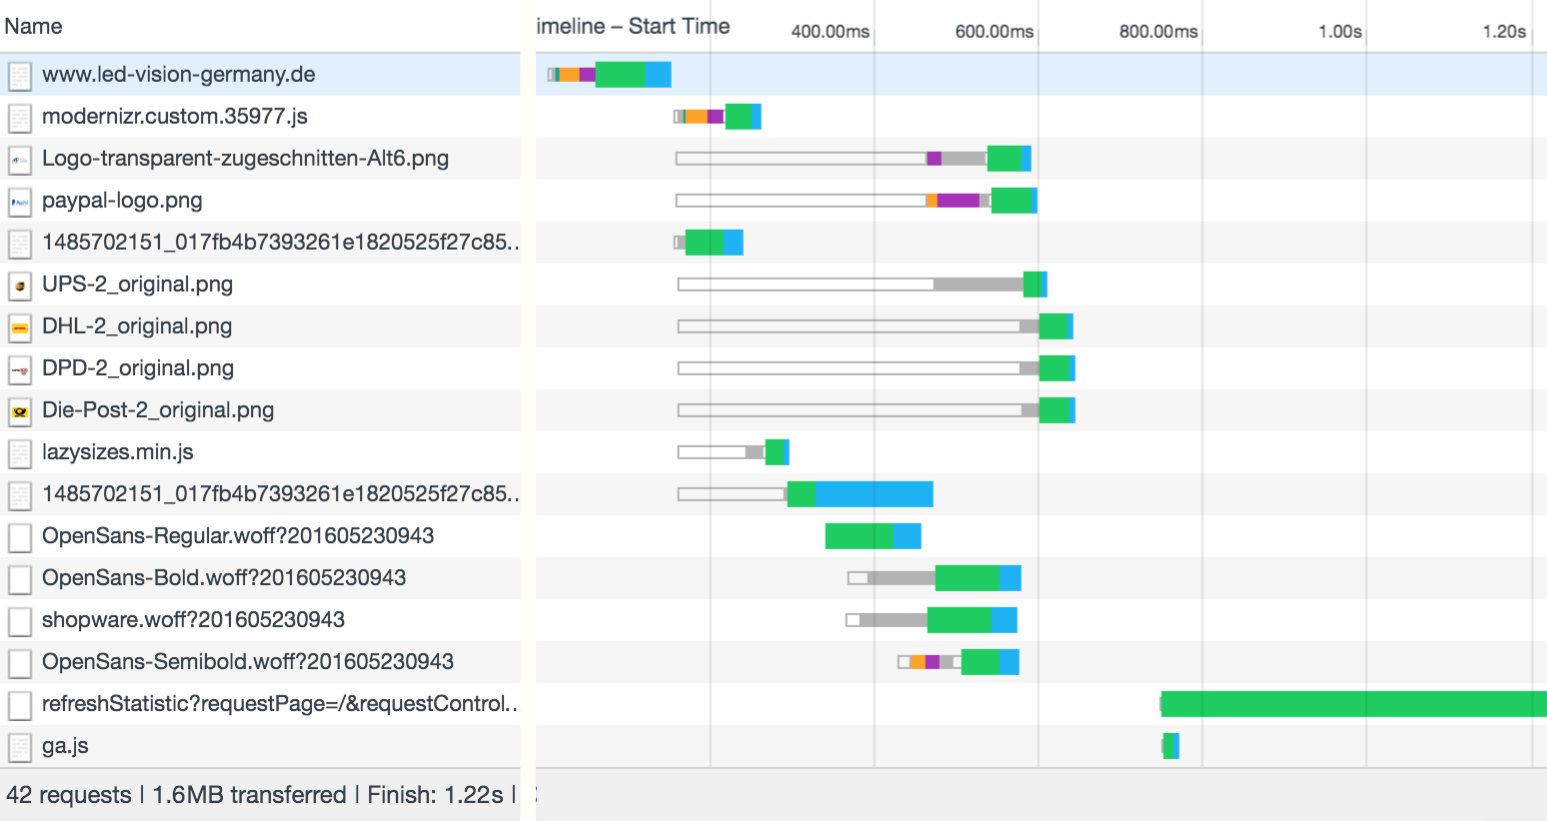 Name
imeline – Start Time
400.00ms
600.00ms
800.00ms
1.00s
1.20s
www.led-vision-germany.de
modernizr.custom.35977.js
Logo-transparent-zugeschnitten-Alt6.png
paypal-logo.png
1485702151_017fb4b7393261e1820525f27c85..
UPS-2_original.png
DHL-2_original.png
DPD-2_original.png
Die-Post-2_original.png
lazysizes.min.js
1485702151_017fb4b7393261e1820525f27c85..
OpenSans-Regular.woff?201605230943
OpenSans-Bold.woff?201605230943
shopware.woff?201605230943
OpenSans-Semibold.woff?201605230943
refreshStatistic?requestPage=/&requestControl..
ga.js
42 requests | 1.6MB transferred | Finish: 1.22s |